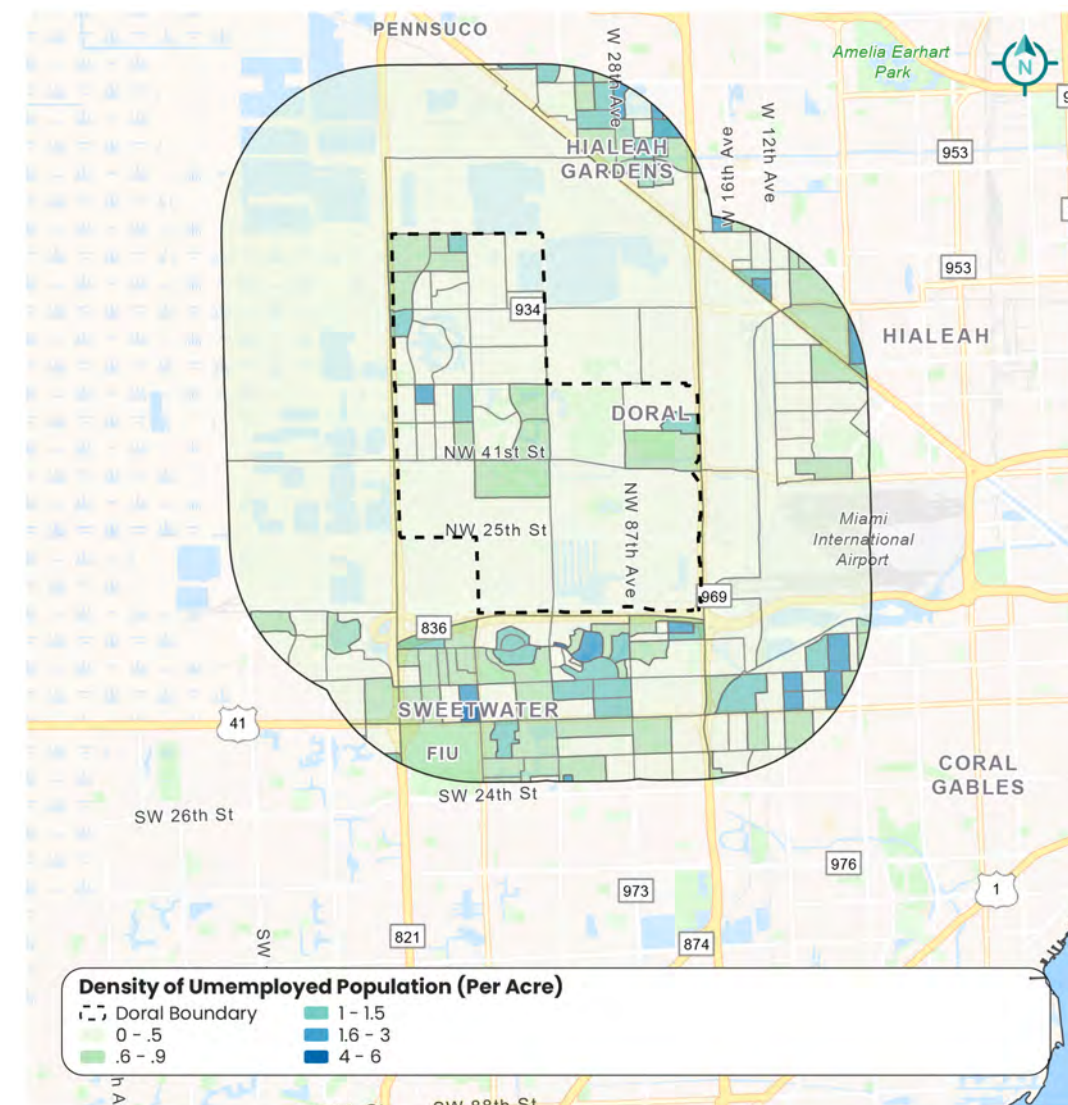 PENNSUCO
W 28th Ave
Amelia Earhart
Park
N
W 12th Ave
W 16th Ave
HIALEAH
GARDENS
953
953
934
HIALEAH
DORAL
NW 41st St
NW 87th Ave
NW 25th St
Miami
International
Airport
969
836
SWEETWATER
41
FIU
CORAL
GABLES
SW 24th St
SW 26th St
976
973
1
SW
821
874
Density of Umemployed Population (Per Acre)
Doral Boundary
0 - .5
.6 - .9
1 - 1.5
1.6 - 3
4 - 6